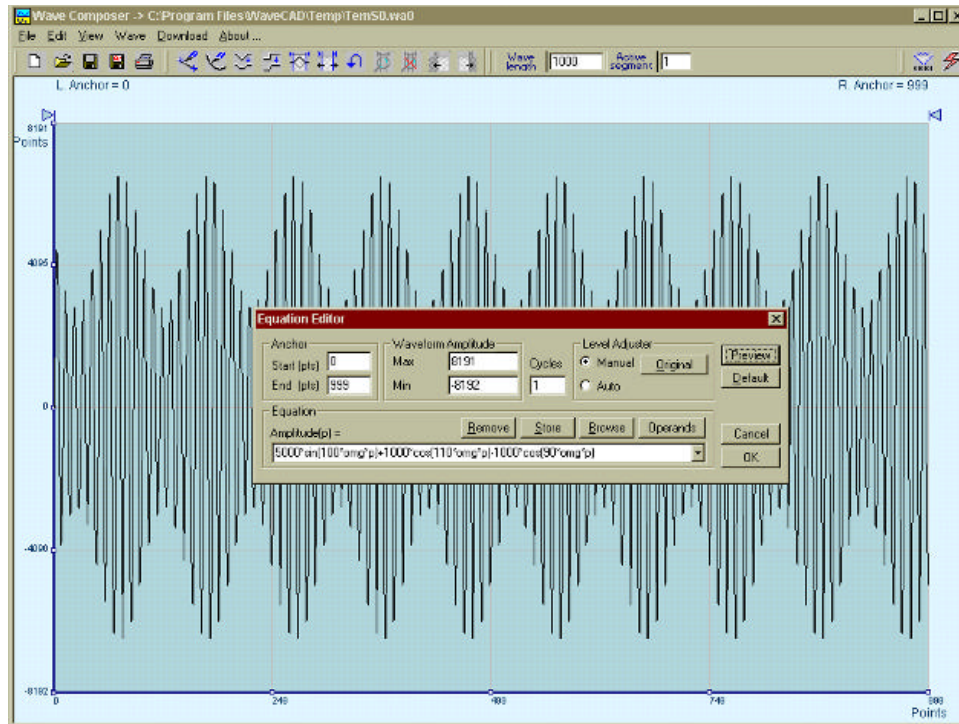 Wave Composer -> C:\Program Files\WaveCAD\Temp\TemS0.wa0
File Edit View Wave Download About...
Wave length 1000 Active segment 1
L. Anchor = 0 R. Anchor = 999
8191
Points
4095
0
-8192
0 249 499 749 999
Points
Equation Editor
Anchor
Start (pts) 0
End (pts) 999
Waveform Amplitude
Max 8191
Min -8192
Cycles
1
Level Adjuster
Manual Original
Auto
Preview
Default
Equation
Remove Store Browse Operands
Amplitude(p) =
5000*sin(100*omg*p)+1000*cos(110*omg*p)-1000*cos(90*omg*p)
Cancel
OK